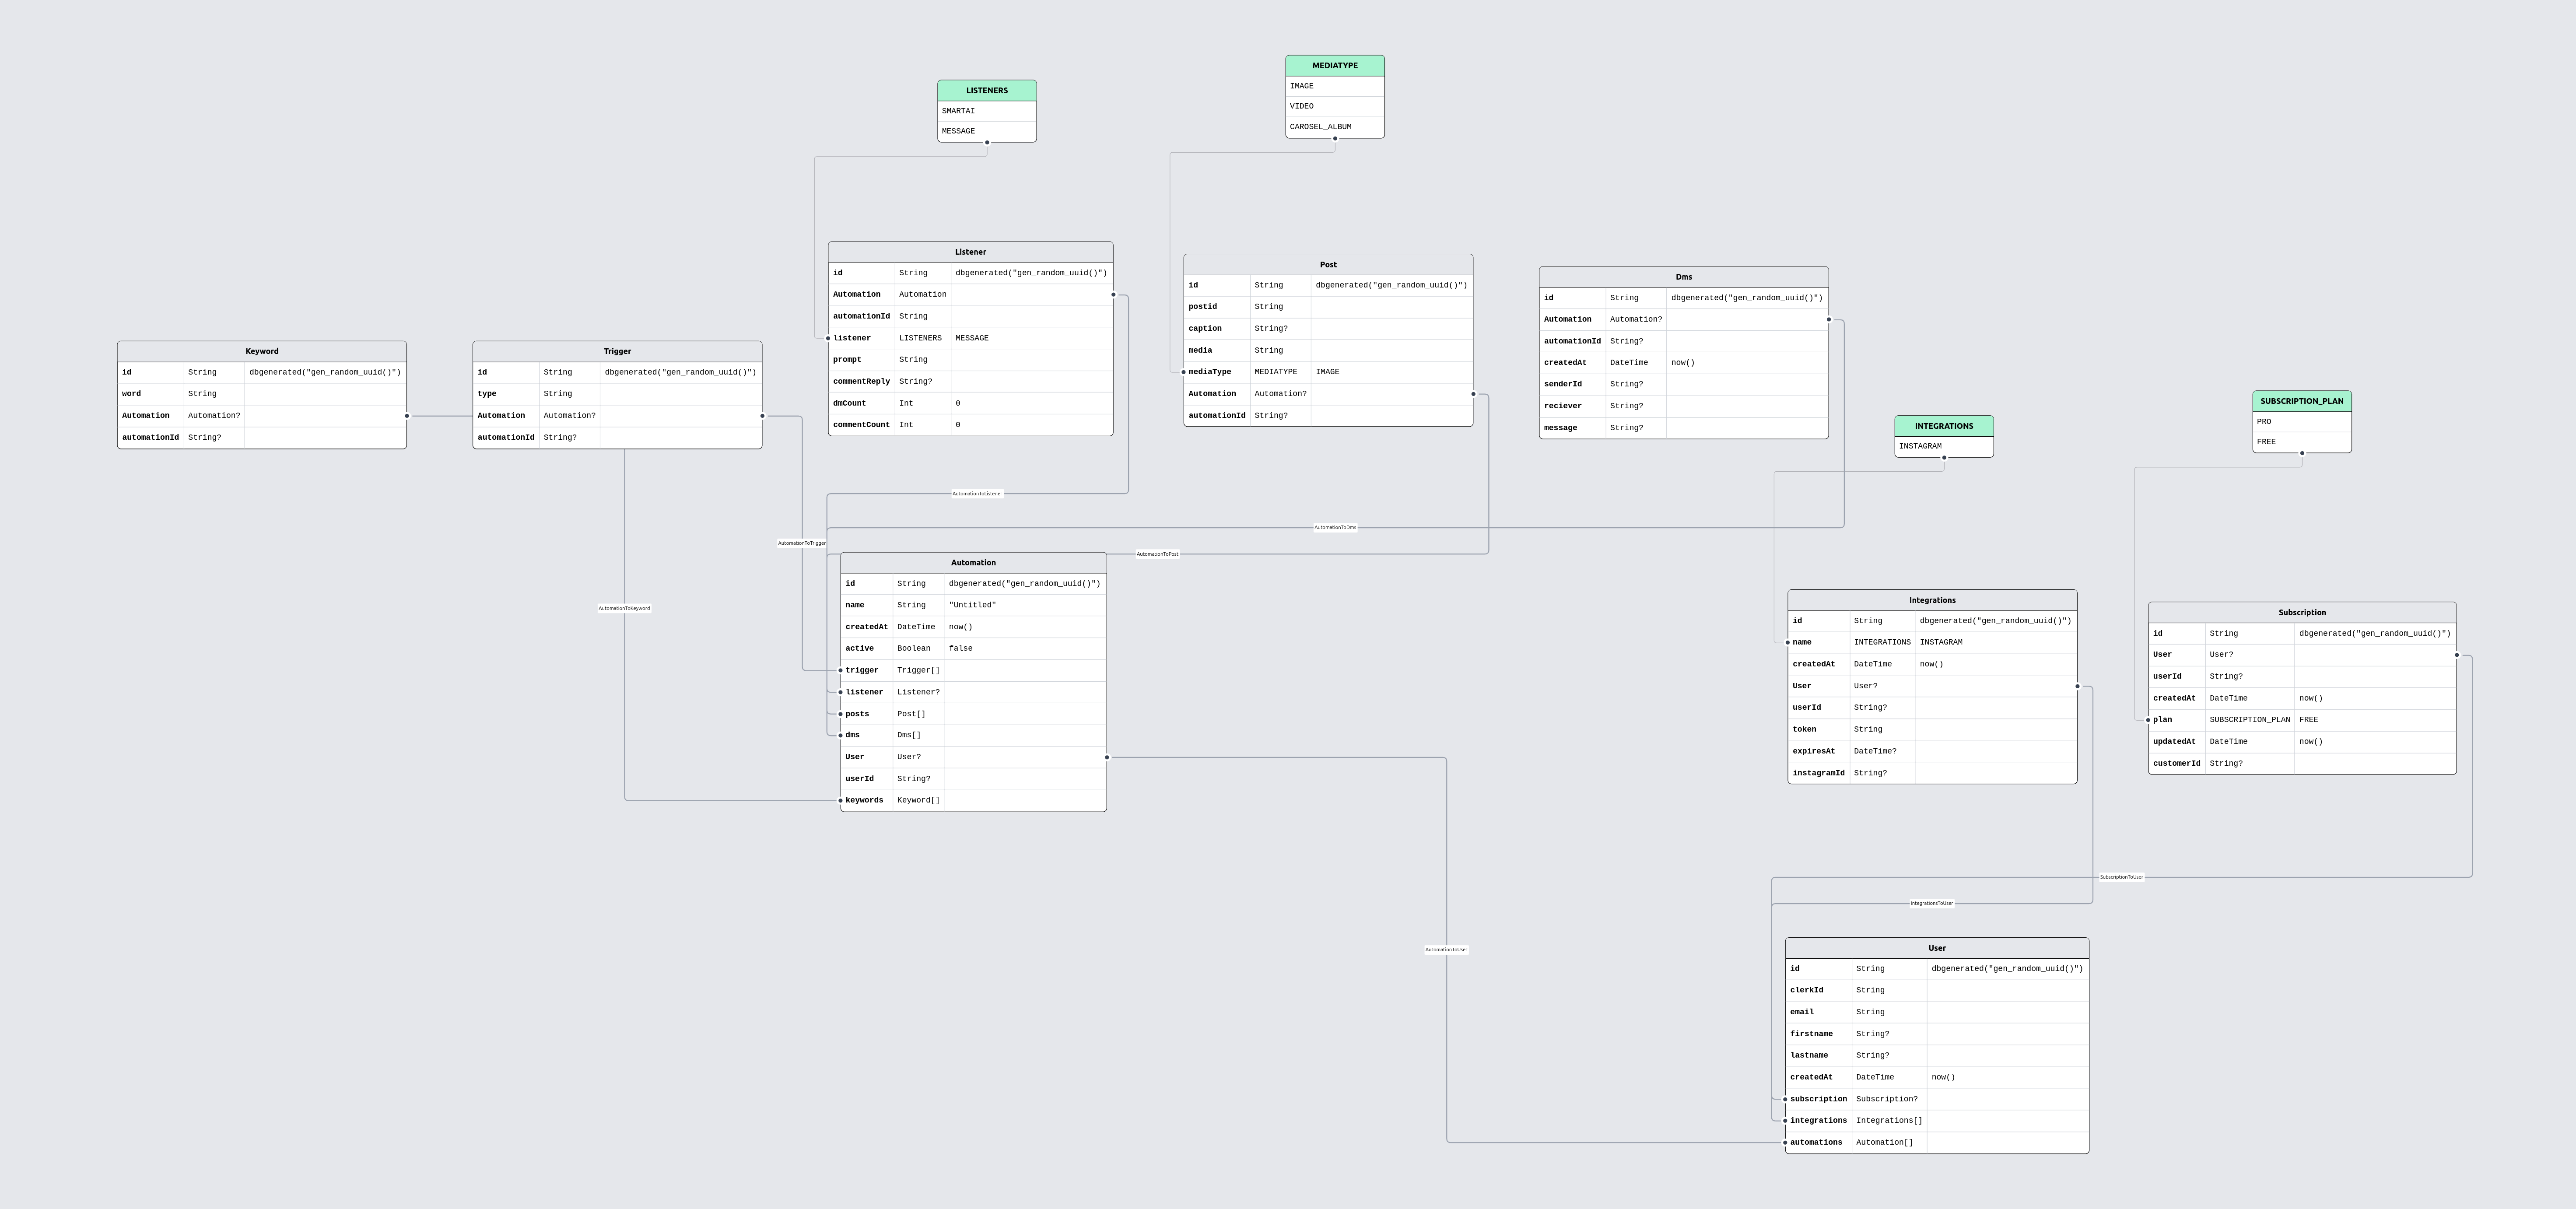 MEDIATYPE
IMAGE
VIDEO
CAROSEL_ALBUM
LISTENERS
SMARTAI
MESSAGE
Listener
id String dbgenerated("gen_random_uuid()")
Automation Automation
automationId String
listener LISTENERS MESSAGE
prompt String
commentReply String?
dmCount Int 0
commentCount Int 0
Post
id String dbgenerated("gen_random_uuid()")
postid String
caption String?
media String
mediaType MEDIATYPE IMAGE
Automation Automation?
automationId String?
Dms
id String dbgenerated("gen_random_uuid()")
Automation Automation?
automationId String?
createdAt DateTime now()
senderId String?
reciever String?
message String?
Keyword
id String dbgenerated("gen_random_uuid()")
word String
Automation Automation?
automationId String?
Trigger
id String dbgenerated("gen_random_uuid()")
type String
Automation Automation?
automationId String?
SUBSCRIPTION_PLAN
PRO
FREE
INTEGRATIONS
INSTAGRAM
AutomationToListener
AutomationToDms
AutomationToTrigger
AutomationToPost
AutomationToKeyword
Automation
id String dbgenerated("gen_random_uuid()")
name String "Untitled"
createdAt DateTime now()
active Boolean false
trigger Trigger[]
listener Listener?
posts Post[]
dms Dms[]
User User?
userId String?
keywords Keyword[]
Integrations
id String dbgenerated("gen_random_uuid()")
name INTEGRATIONS INSTAGRAM
createdAt DateTime now()
User User?
userId String?
token String
expiresAt DateTime?
instagramId String?
Subscription
id String dbgenerated("gen_random_uuid()")
User User?
userId String?
createdAt DateTime now()
plan SUBSCRIPTION_PLAN FREE
updatedAt DateTime now()
customerId String?
SubscriptionToUser
IntegrationsToUser
AutomationToUser
User
id String dbgenerated("gen_random_uuid()")
clerkId String
email String
firstname String?
lastname String?
createdAt DateTime now()
subscription Subscription?
integrations Integrations[]
automations Automation[]